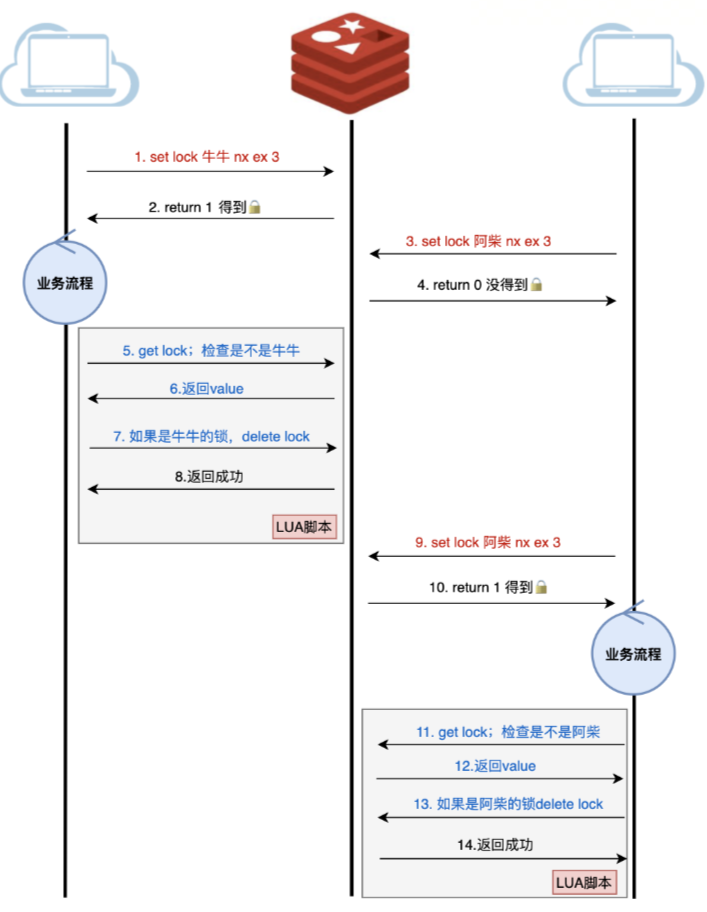 1. set lock 牛牛 nx ex 3
2. return 1 得到🔒
3. set lock 阿柴 nx ex 3
业务流程
4. return 0 没得到🔒
5. get lock；检查是不是牛牛
6.返回value
7. 如果是牛牛的锁，delete lock
8.返回成功
LUA脚本
9. set lock 阿柴 nx ex 3
10. return 1 得到🔒
业务流程
11. get lock；检查是不是阿柴
12.返回value
13. 如果是阿柴的锁delete lock
14.返回成功
LUA脚本